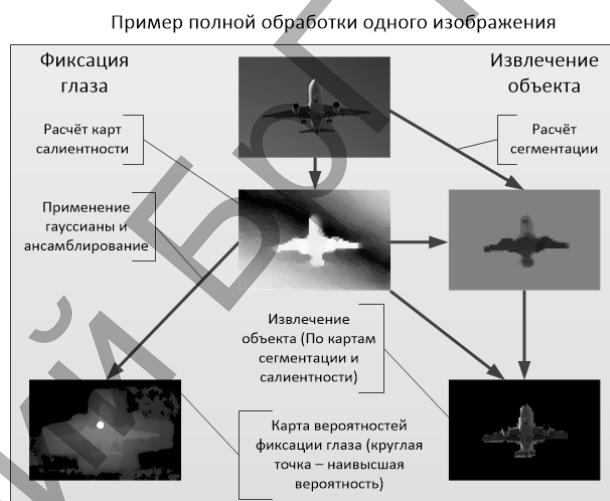 Пример полной обработки одного изображения
Фиксация
глаза
Извлечение
объекта
Расчёт карт
салиентности
Расчёт
сегментации
Применение
гауссианы и
ансамблирование
Извлечение
объекта (По картам
сегментации и
салиентности)
Карта вероятностей
фиксации глаза (круглая
точка – наивысшая
вероятность)